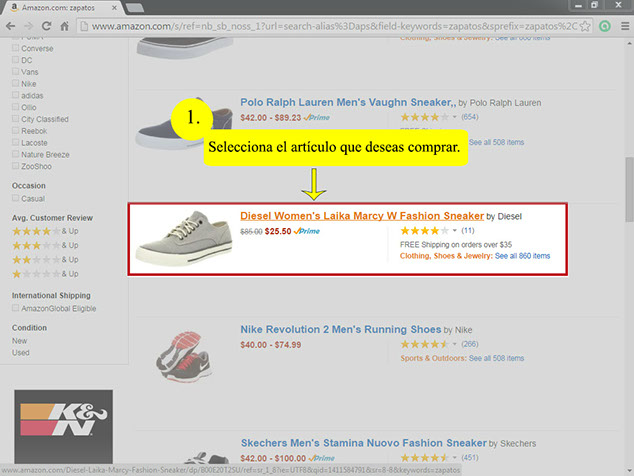 Amazon.com: zapatos
www.amazon.com/s/ref=nb_sb_noss_1?url=search-alias%3Daps&field-keywords=zapatos&sprefix=zapatos%2C
PUMA
Converse
DC
Vans
Nike
adidas
Ollio
City Classified
Reebok
Lacoste
Nature Breeze
ZooShoo
Occasion
Casual
Avg. Customer Review
& Up
& Up
& Up
& Up
International Shipping
AmazonGlobal Eligible
Condition
New
Used
K&N
Clothing, Shoes & Jewelry: See all 860 items
Polo Ralph Lauren Men's Vaughn Sneaker,, by Polo Ralph Lauren
$42.00 - $89.23 Prime
(654)
See all 508 items
1.
Selecciona el artículo que deseas comprar.
Diesel Women's Laika Marcy W Fashion Sneaker by Diesel
$85.00 $25.50 Prime
(11)
FREE Shipping on orders over $35
Clothing, Shoes & Jewelry: See all 860 items
Nike Revolution 2 Men's Running Shoes by Nike
$40.00 - $74.99
(266)
Sports & Outdoors: See all 458 items
Skechers Men's Stamina Nuovo Fashion Sneaker by Skechers
$42.00 - $100.00 Prime
(451)
www.amazon.com/Diesel-Laika-Marcy-Fashion-Sneaker/dp/B00E20T2SU/ref=sr_1_8?ie=UTF8&qid=1411584791&sr=8-8&keywords=zapatos